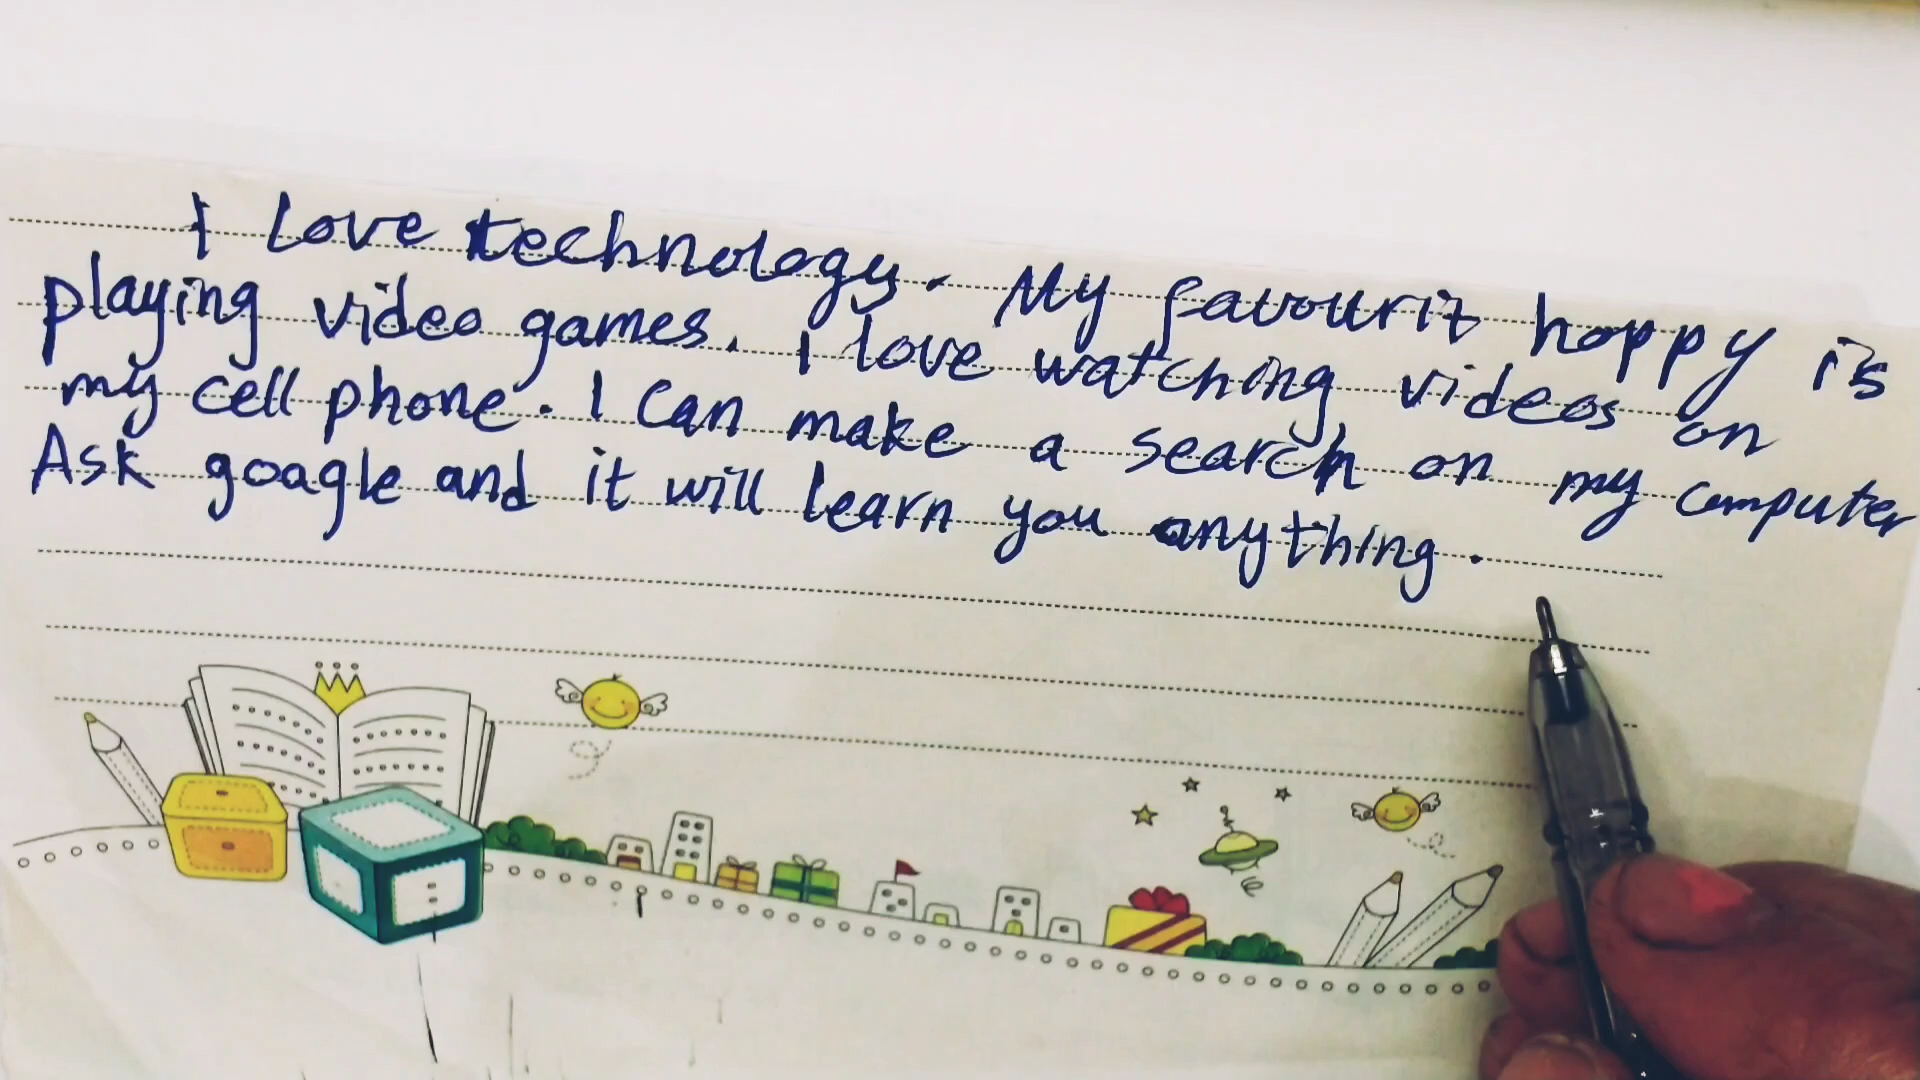 I Love technology. My favourit hoppy is
playing video games. I love watching videos on
my cell phone. I can make a search on my computer
Ask goagle and it will learn you anything.